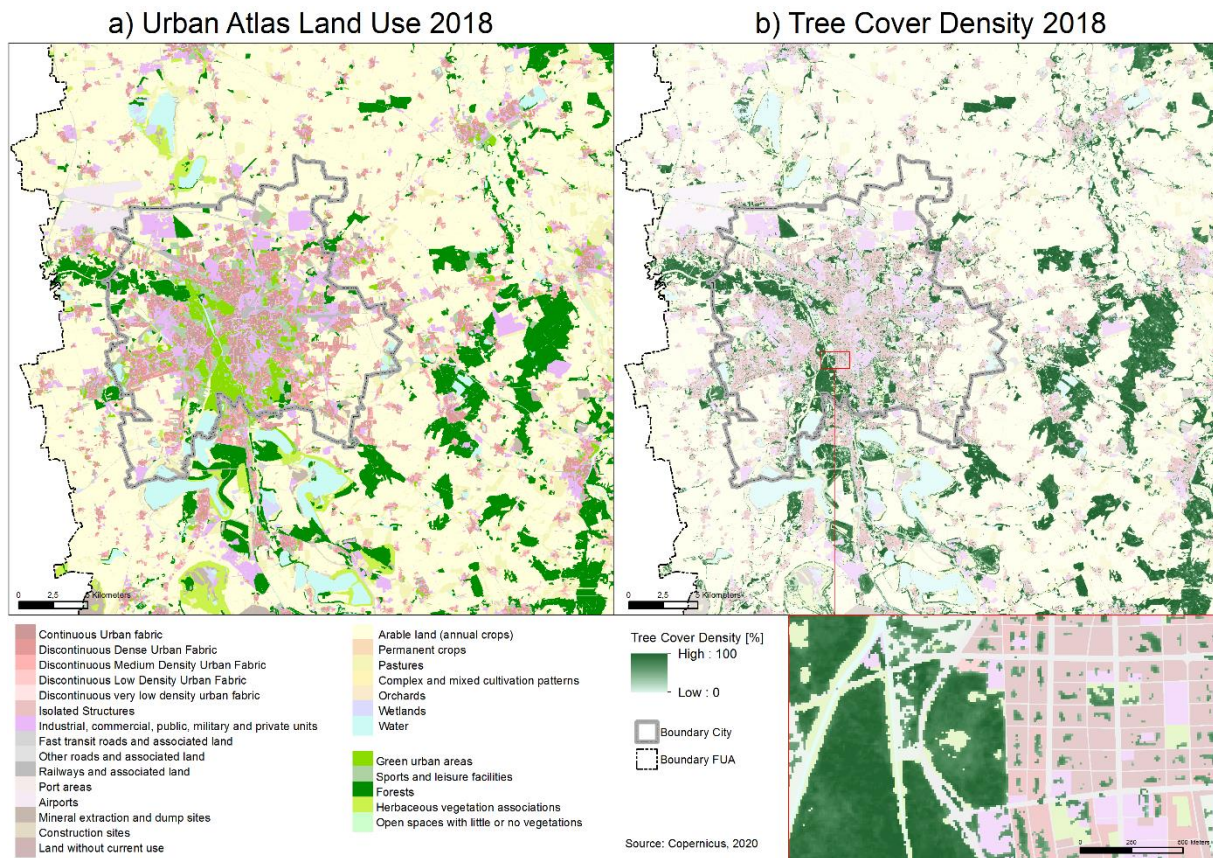 a) Urban Atlas Land Use 2018
b) Tree Cover Density 2018
0 2,5 5 Kilometers
0 2,5 5 Kilometers
Continuous Urban fabric
Discontinuous Dense Urban Fabric
Discontinuous Medium Density Urban Fabric
Discontinuous Low Density Urban Fabric
Discontinuous very low density urban fabric
Isolated Structures
Industrial, commercial, public, military and private units
Fast transit roads and associated land
Other roads and associated land
Railways and associated land
Port areas
Airports
Mineral extraction and dump sites
Construction sites
Land without current use
Arable land (annual crops)
Permanent crops
Pastures
Complex and mixed cultivation patterns
Orchards
Wetlands
Water
Green urban areas
Sports and leisure facilities
Forests
Herbaceous vegetation associations
Open spaces with little or no vegetations
Tree Cover Density [%]
High : 100
Low : 0
Boundary City
Boundary FUA
Source: Copernicus, 2020
0 250 500 Meters